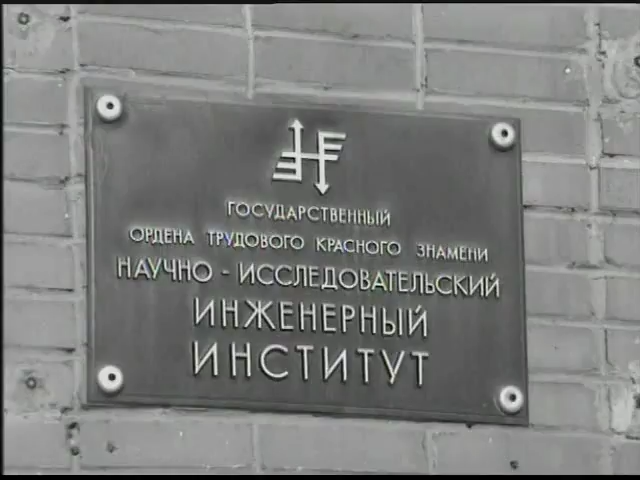 ГОСУДАРСТВЕННЫЙ
ОРДЕНА ТРУДОВОГО КРАСНОГО ЗНАМЕНИ
НАУЧНО - ИССЛЕДОВАТЕЛЬСКИЙ
ИНЖЕНЕРНЫЙ
ИНСТИТУТ